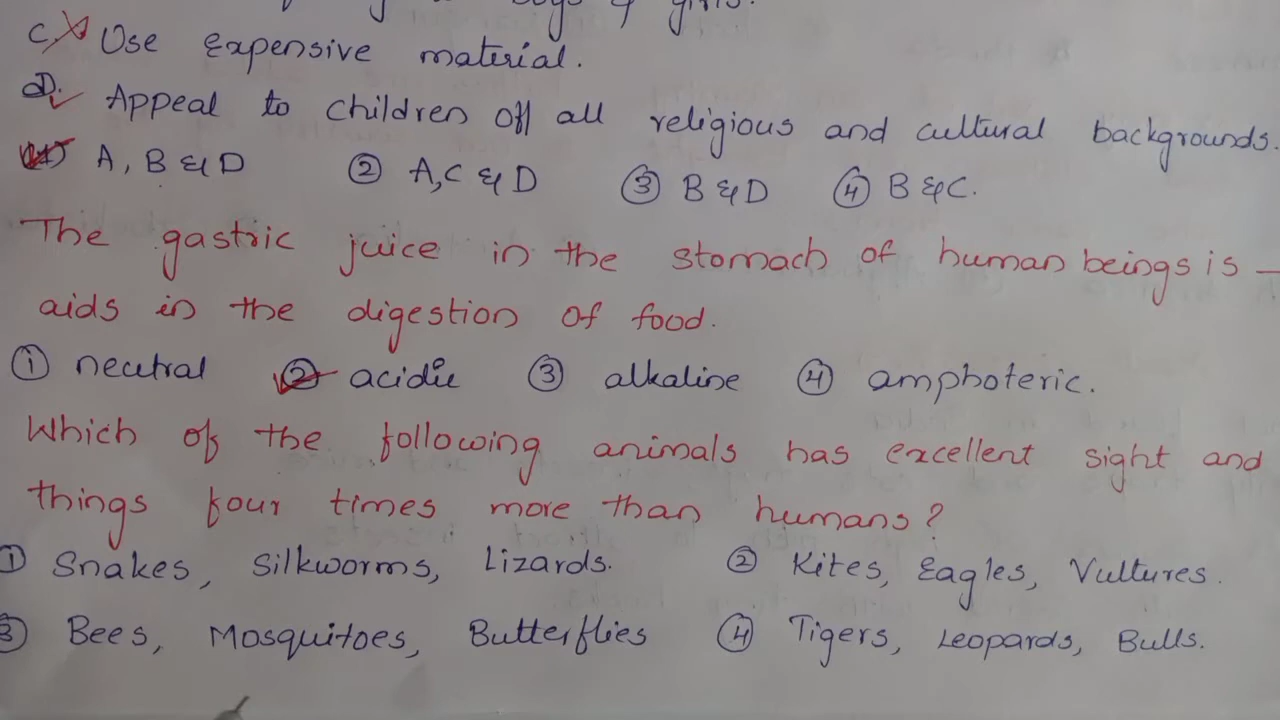 C. Use Expensive material.
D. Appeal to children off all religious and cultural backgrounds.
(1) A, B & D (2) A, C & D (3) B & D (4) B & C.
The gastric juice in the stomach of human beings is —
aids in the digestion of food.
(1) neutral (2) acidic (3) alkaline (4) amphoteric.
Which of the following animals has excellent sight and
things four times more than humans?
(1) Snakes, Silkworms, Lizards. (2) Kites, Eagles, Vultures.
(3) Bees, Mosquitoes, Butterflies (4) Tigers, Leopards, Bulls.